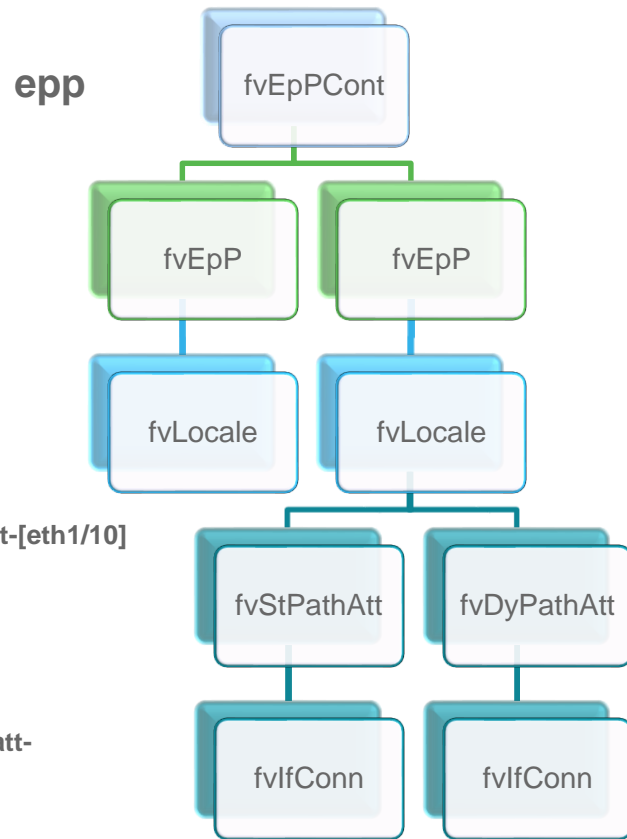 epp
fvEpPCont
fvEpP
fvEpP
fvLocale
fvLocale
t-[eth1/10]
fvStPathAtt
fvDyPathAtt
att-
fvIfConn
fvIfConn